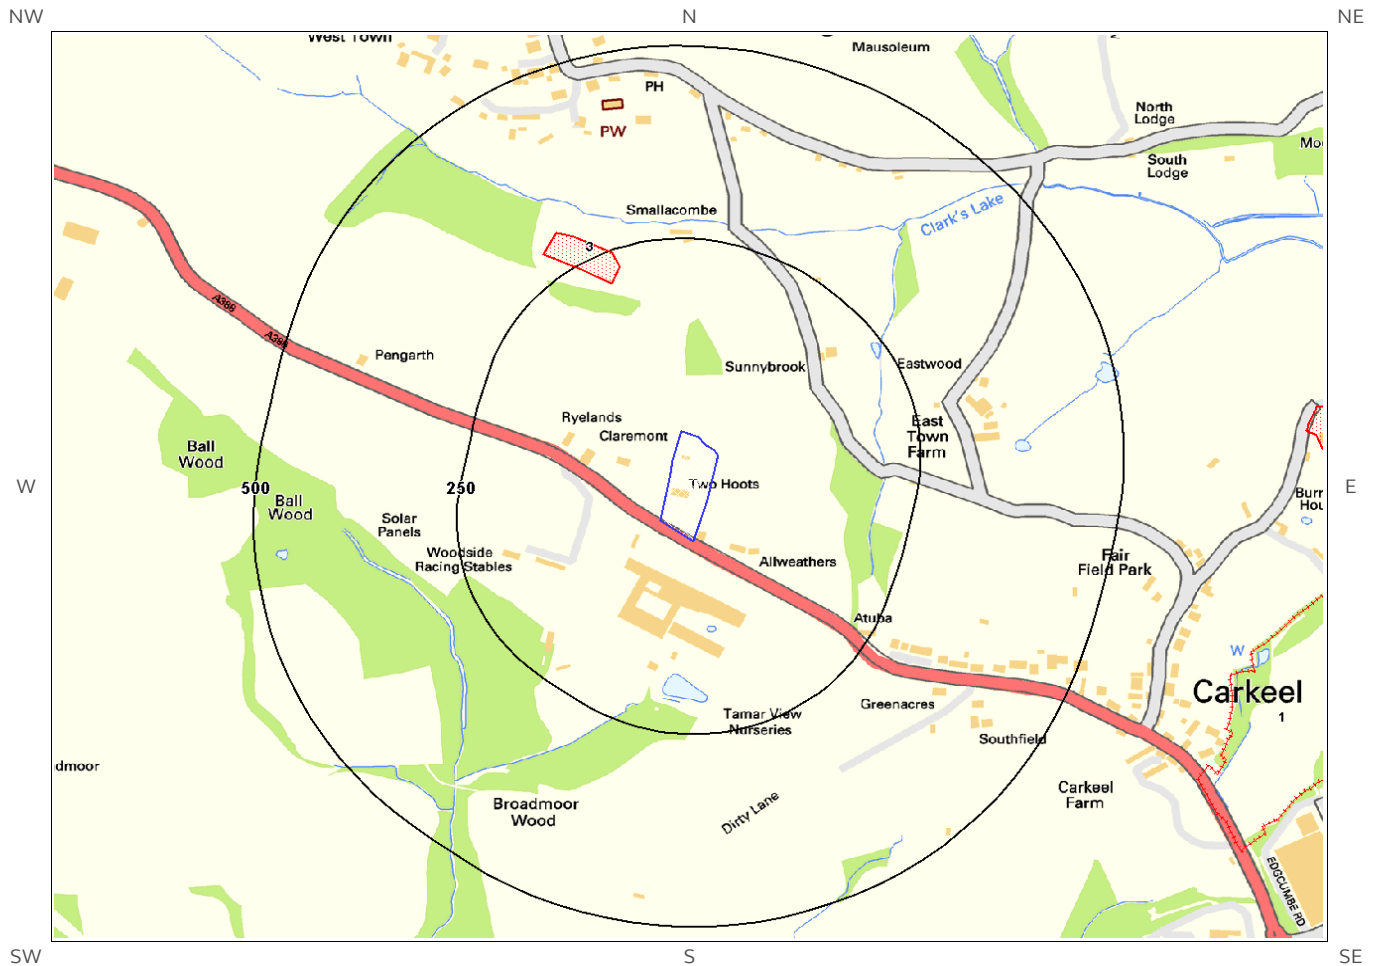 NW
N
NE
West Town
Mausoleum
PH
PW
North
Lodge
South
Lodge
Smallacombe
Clark's Lake
3
A388
A388
Pengarth
Sunnybrook
Eastwood
Ryelands
Claremont
East
Town
Farm
Ball
Wood
W
500
250
Two Hoots
E
Ball
Wood
Solar
Panels
Woodside
Racing Stables
Allweathers
Fair
Field Park
Atuba
W
Carkeel
1
Greenacres
Tamar View
Nurseries
Southfield
dmoor
Carkeel
Farm
Broadmoor
Wood
Dirty Lane
EDGCUMBE RD
SW
S
SE